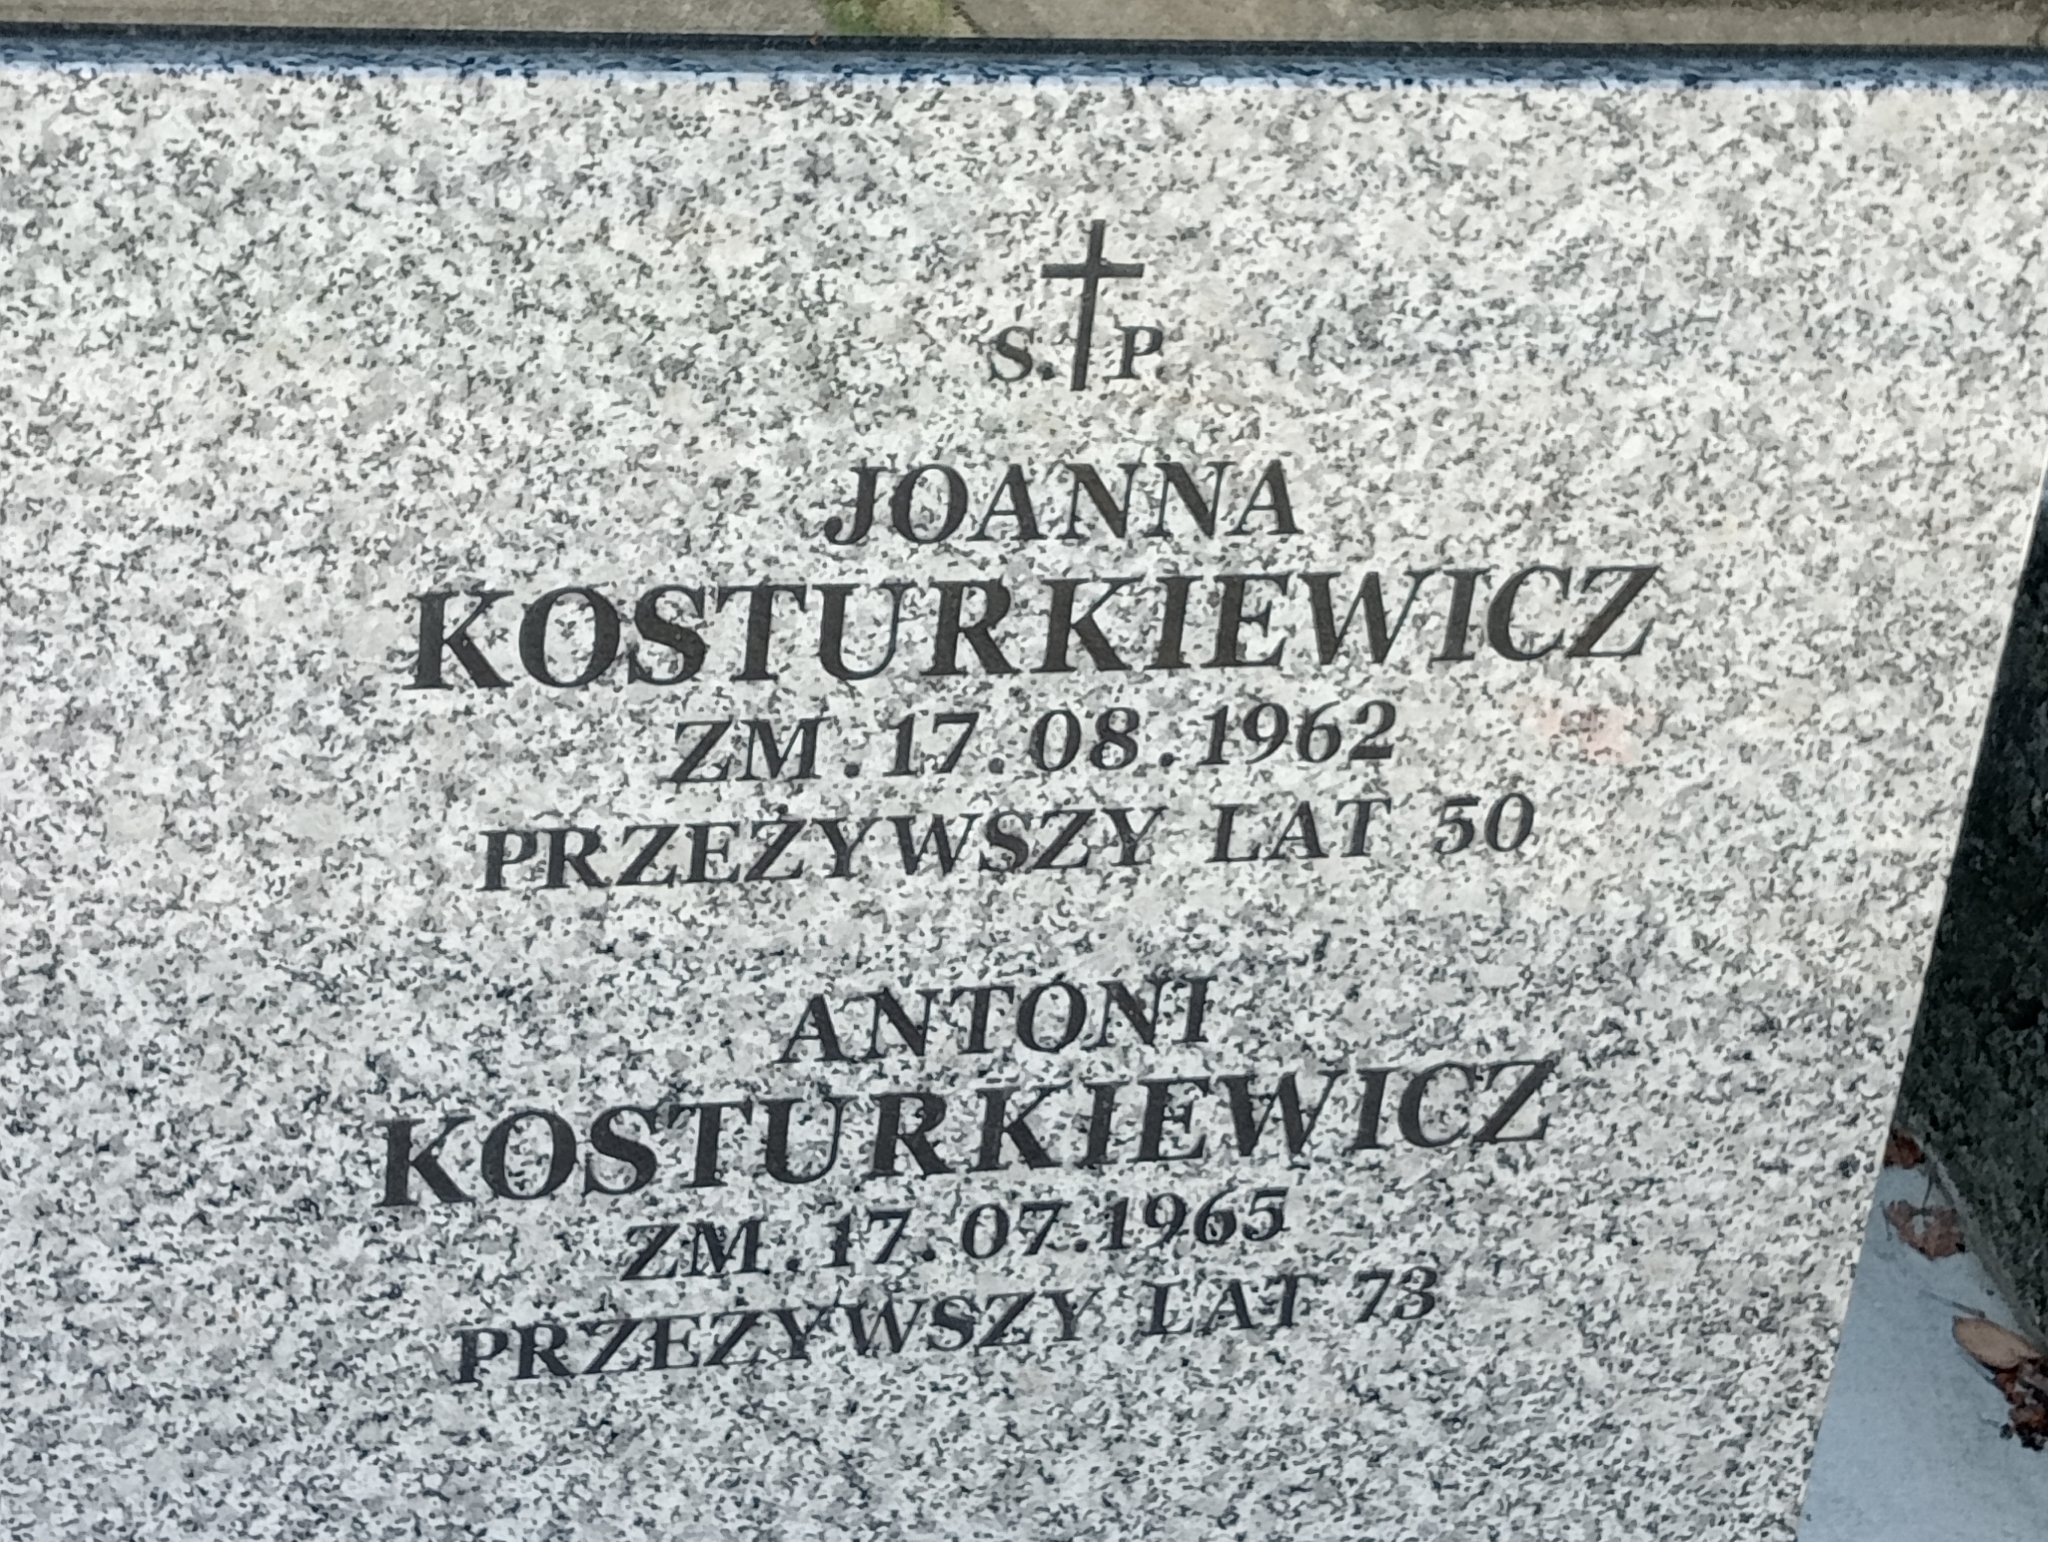 S. P.
JOANNA
KOSTURKIEWICZ
ZM. 17. 08. 1962
PRZEŻYWSZY LAT 50
ANTONI
KOSTURKIEWICZ
ZM. 17. 07. 1965
PRZEŻYWSZY LAT 73